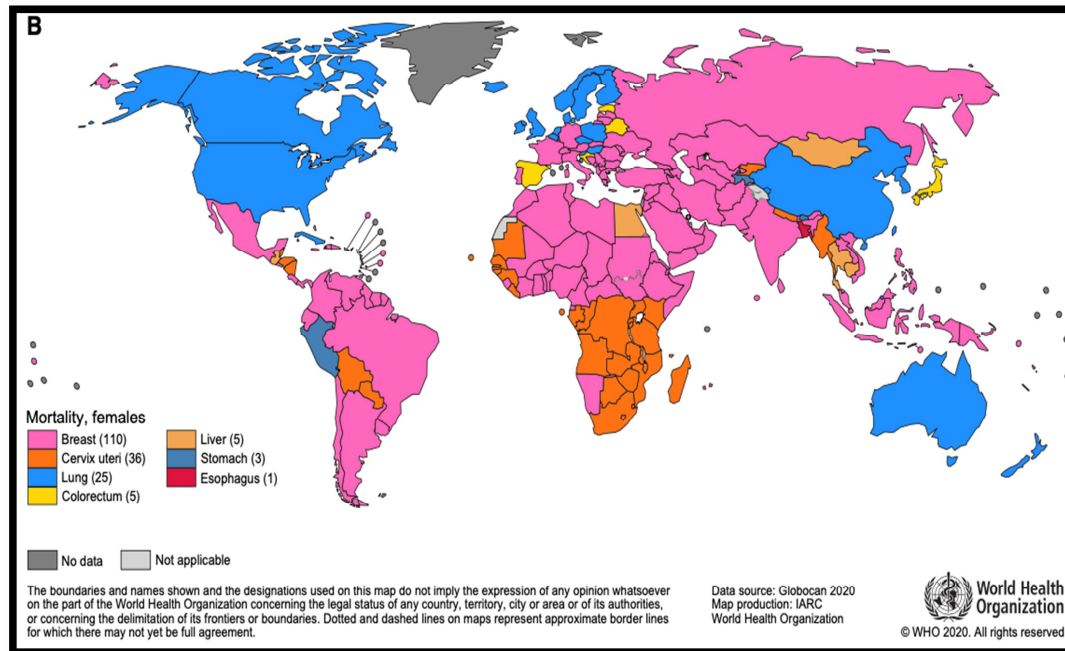 B
Mortality, females
Breast (110)
Cervix uteri (36)
Lung (25)
Colorectum (5)
Liver (5)
Stomach (3)
Esophagus (1)
No data
Not applicable
The boundaries and names shown and the designations used on this map do not imply the expression of any opinion whatsoever
on the part of the World Health Organization concerning the legal status of any country, territory, city or area or of its authorities,
or concerning the delimitation of its frontiers or boundaries. Dotted and dashed lines on maps represent approximate border lines
for which there may not yet be full agreement.
Data source: Globocan 2020
Map production: IARC
World Health Organization
World Health
Organization
© WHO 2020. All rights reserved